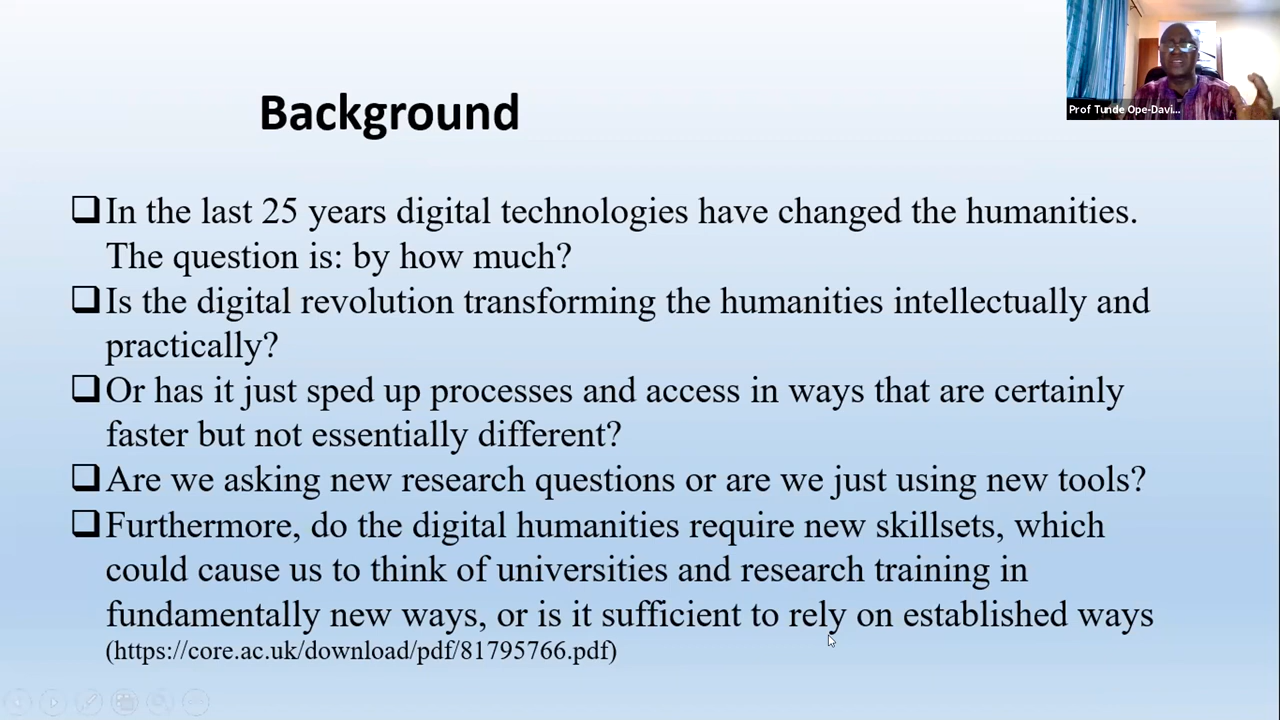 Prof Tunde Ope-Davi...
Background
In the last 25 years digital technologies have changed the humanities.
The question is: by how much?
Is the digital revolution transforming the humanities intellectually and
practically?
Or has it just sped up processes and access in ways that are certainly
faster but not essentially different?
Are we asking new research questions or are we just using new tools?
Furthermore, do the digital humanities require new skillsets, which
could cause us to think of universities and research training in
fundamentally new ways, or is it sufficient to rely on established ways
(https://core.ac.uk/download/pdf/81795766.pdf)